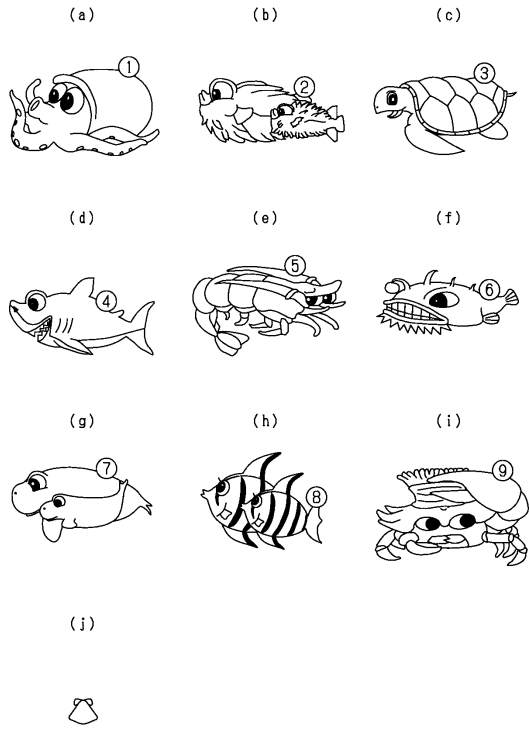 (a) (b) (c)
① ② ③
(d) (e) (f)
④ ⑤ ⑥
(g) (h) (i)
⑦ ⑧ ⑨
(j)